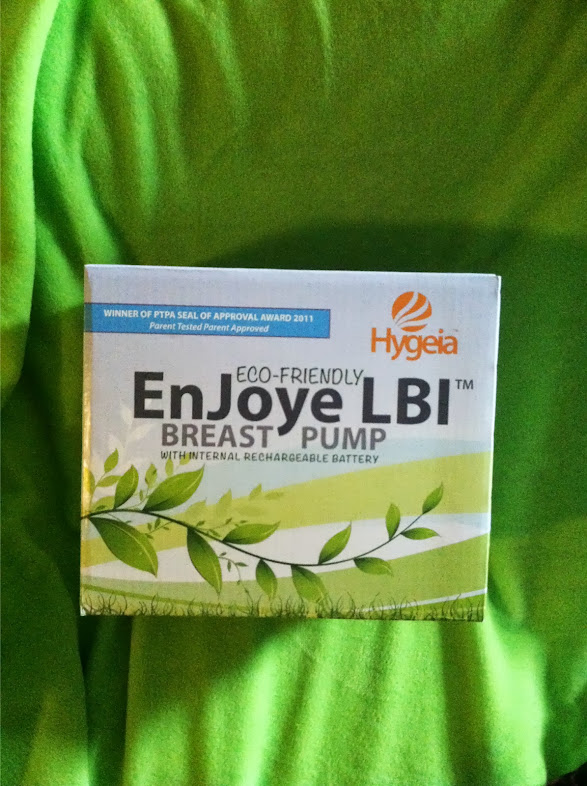 WINNER OF PTPA SEAL OF APPROVAL AWARD 2011
Parent Tested Parent Approved
Hygeia™
ECO-FRIENDLY
EnJoye LBI™
BREAST PUMP
WITH INTERNAL RECHARGEABLE BATTERY